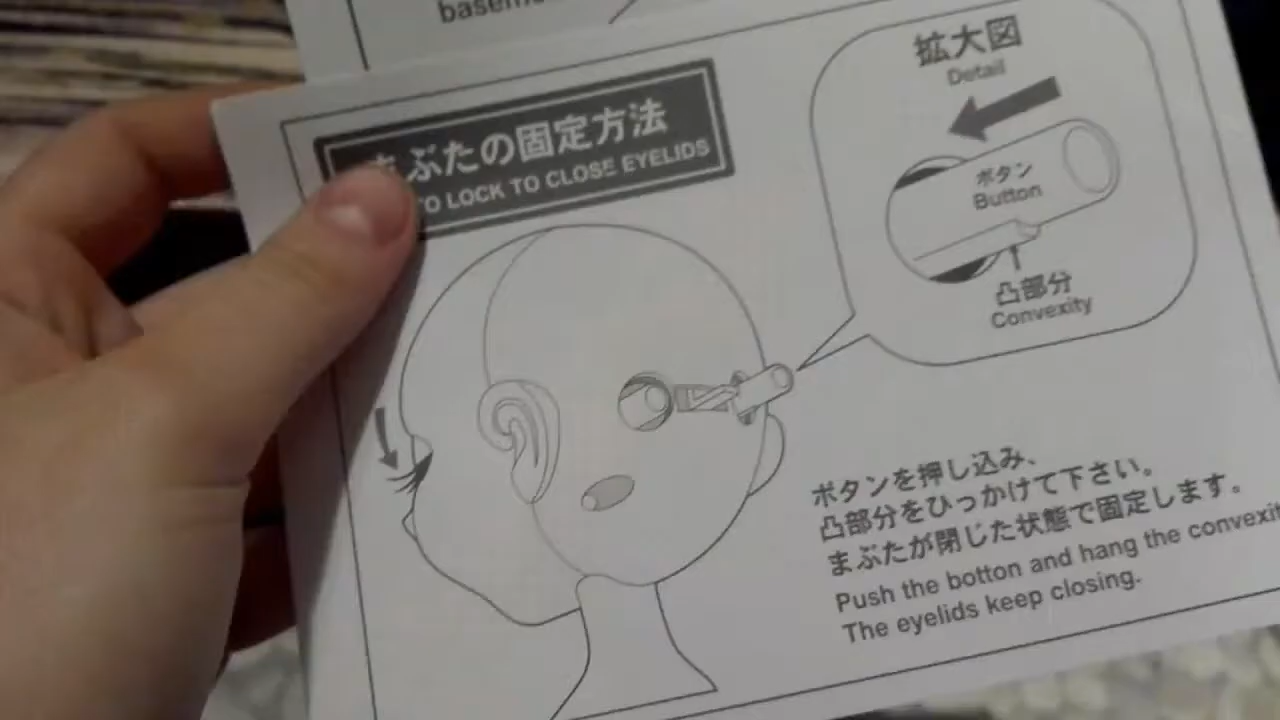 ぶたの固定方法
TO LOCK TO CLOSE EYELIDS
拡大図
Detail
ボタン
Button
凸部分
Convexity
ボタンを押し込み、
凸部分をひっかけて下さい。
まぶたが閉じた状態で固定します。
Push the botton and hang the
The eyelids keep closing.